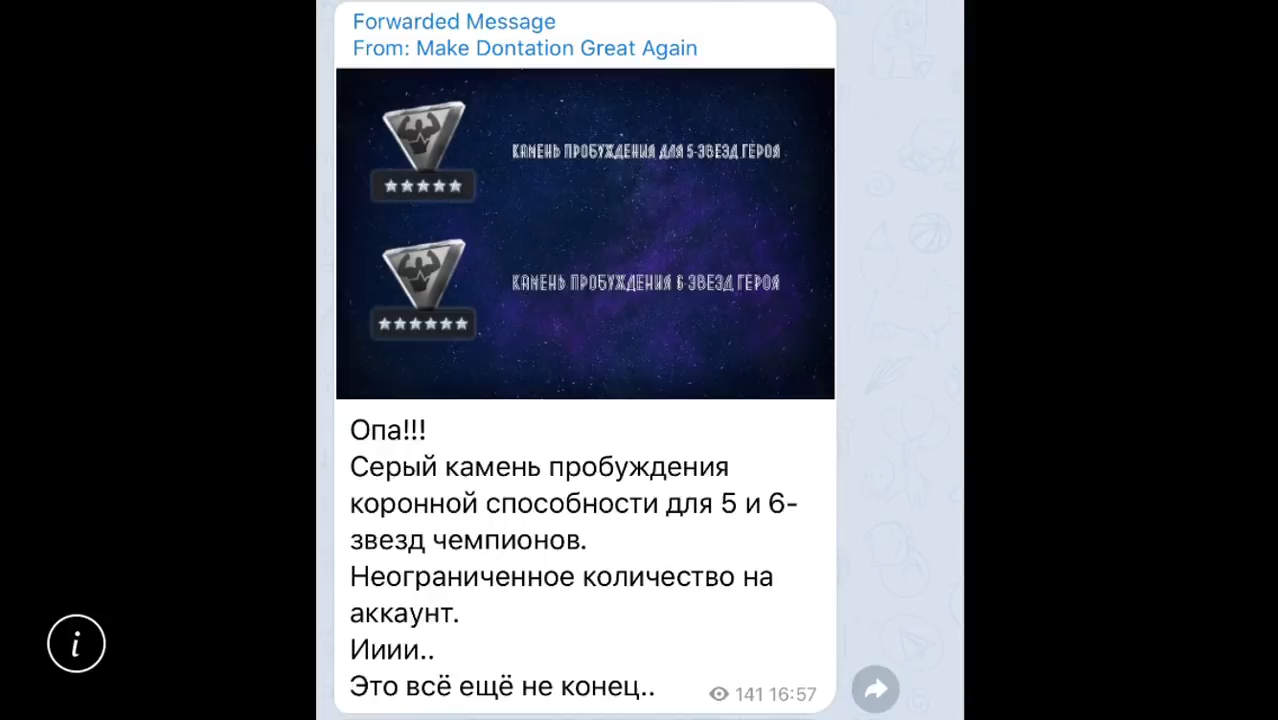 Forwarded Message
From: Make Dontation Great Again
КАМЕНЬ ПРОБУЖДЕНИЯ ДЛЯ 5-ЗВЕЗД ГЕРОЯ
КАМЕНЬ ПРОБУЖДЕНИЯ 6 ЗВЕЗД ГЕРОЯ
Опа!!!
Серый камень пробуждения
коронной способности для 5 и 6-
звезд чемпионов.
Неограниченное количество на
аккаунт.
Ииии..
Это всё ещё не конец..
141 16:57
i